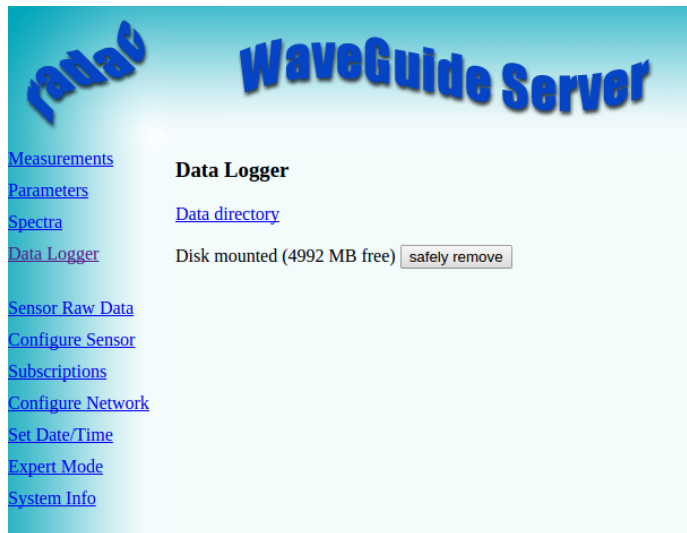 radac
WaveGuide Server
Measurements
Parameters
Spectra
Data Logger
Sensor Raw Data
Configure Sensor
Subscriptions
Configure Network
Set Date/Time
Expert Mode
System Info
Data Logger
Data directory
Disk mounted (4992 MB free) safely remove